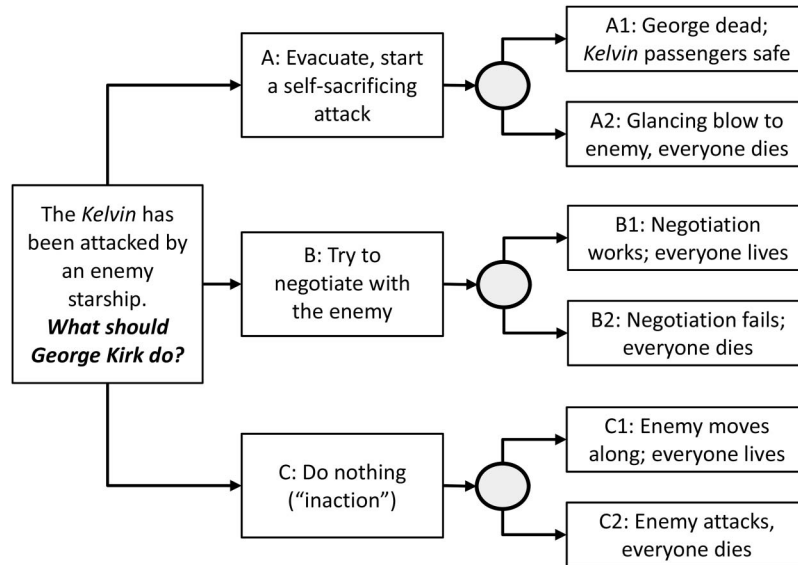 The Kelvin has
been attacked by
an enemy
starship.
What should
George Kirk do?
A: Evacuate, start
a self-sacrificing
attack
A1: George dead;
Kelvin passengers safe
A2: Glancing blow to
enemy, everyone dies
B: Try to
negotiate with
the enemy
B1: Negotiation
works; everyone lives
B2: Negotiation fails;
everyone dies
C: Do nothing
(“inaction”)
C1: Enemy moves
along; everyone lives
C2: Enemy attacks,
everyone dies